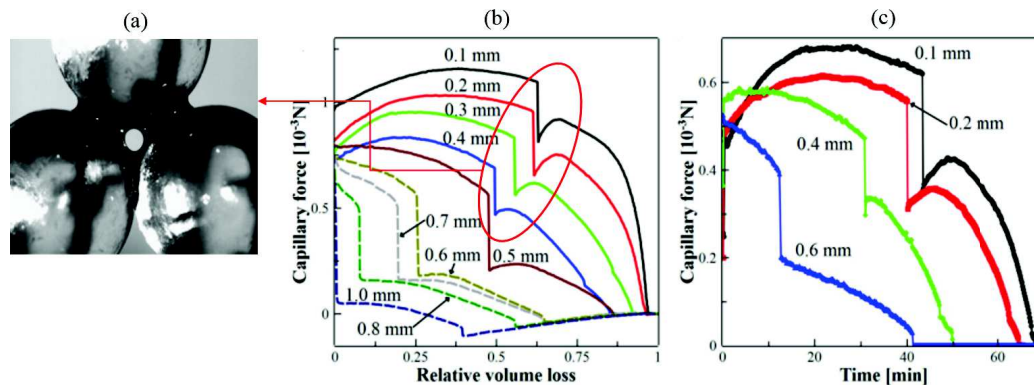 (a)
(b)
(c)
Capillary force [10⁻³N]
1
0.5
0
0.1 mm
0.2 mm
0.3 mm
0.4 mm
0.7 mm
0.6 mm
0.5 mm
1.0 mm
0.8 mm
0
0.25
0.5
0.75
1
Relative volume loss
Capillary force [10⁻³N]
0.6
0.4
0.2
0
0.1 mm
0.2 mm
0.4 mm
0.6 mm
0
20
40
60
Time [min]